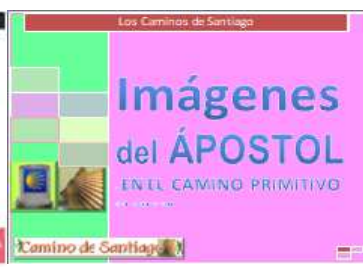 Los Caminos de Santiago
Imágenes
del ÁPOSTOL
EN EL CAMINO PRIMITIVO
Camino de Santiago